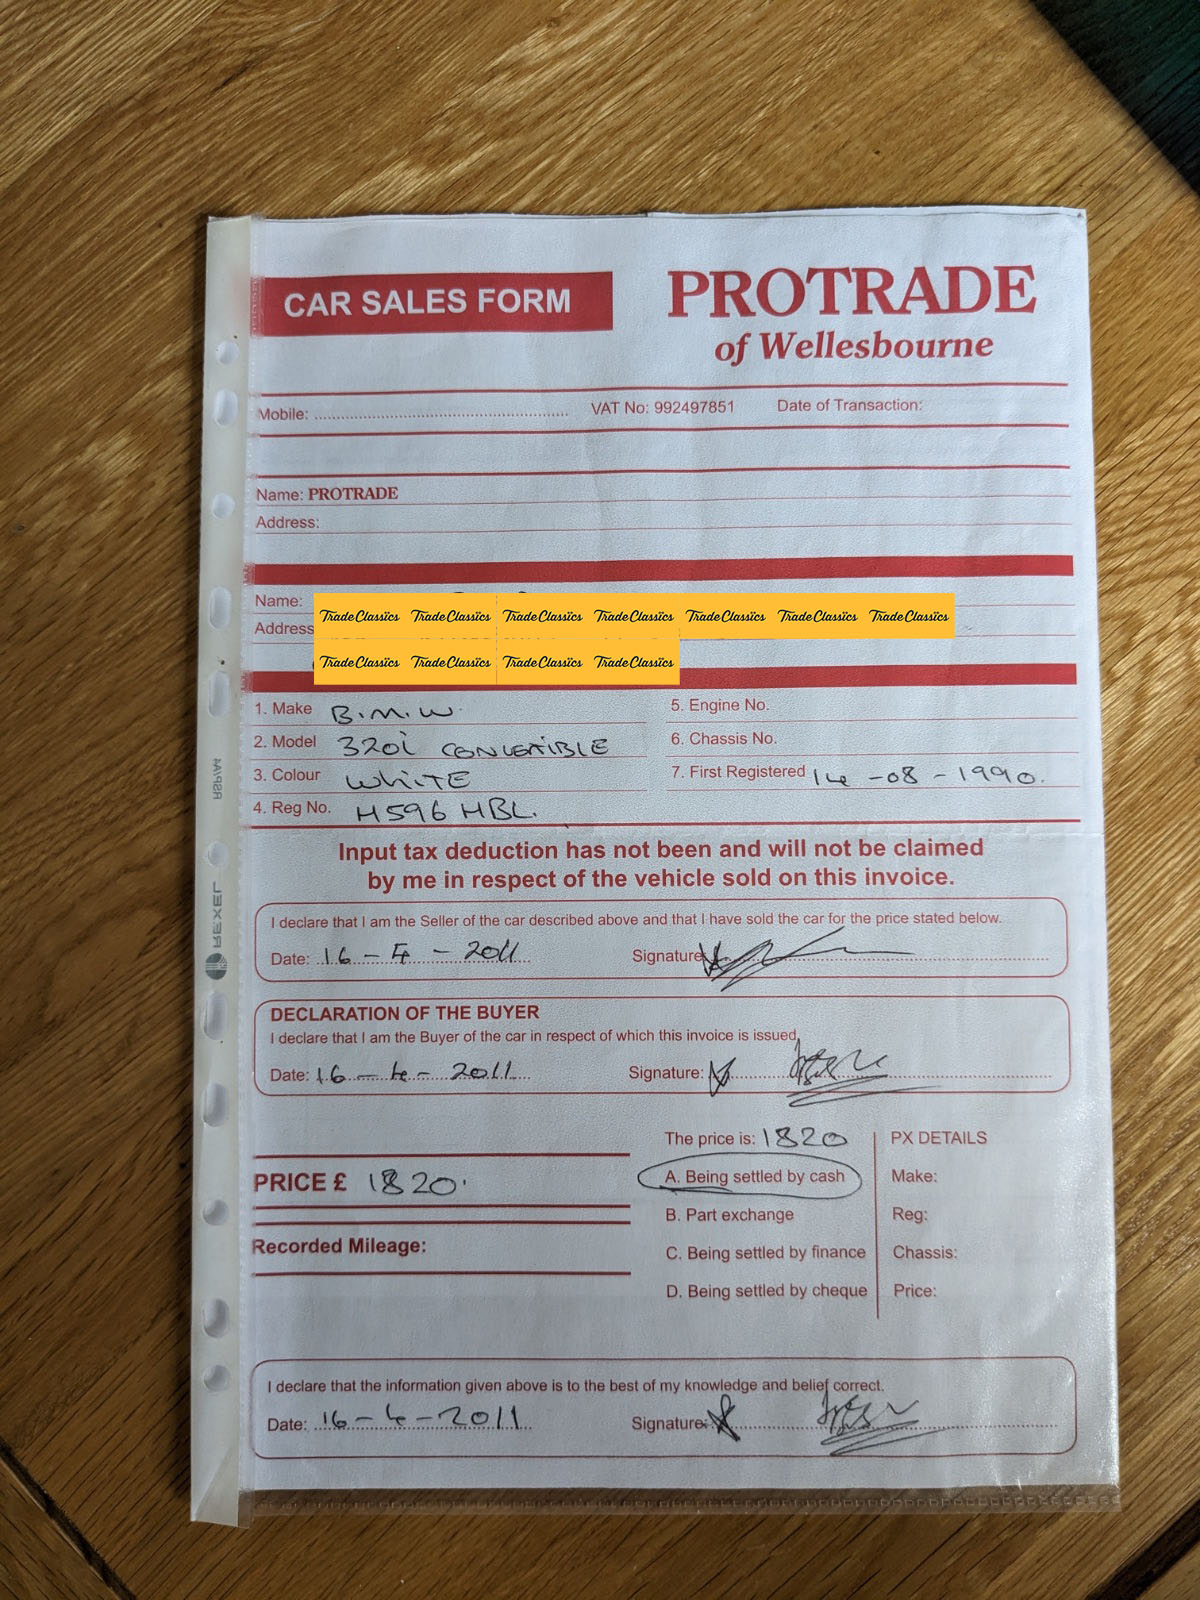 CAR SALES FORM
PROTRADE
of Wellesbourne
Mobile: VAT No: 992497851 Date of Transaction:
Name: PROTRADE
Address:
Name:
Address
TradeClassics TradeClassics TradeClassics TradeClassics TradeClassics TradeClassics TradeClassics
TradeClassics TradeClassics TradeClassics TradeClassics
1. Make B.M.W. 5. Engine No.
2. Model 320i CONVERTIBLE 6. Chassis No.
3. Colour WHITE 7. First Registered 14-08-1990.
4. Reg No. H596 HBL.
Input tax deduction has not been and will not be claimed
by me in respect of the vehicle sold on this invoice.
I declare that I am the Seller of the car described above and that I have sold the car for the price stated below.
Date: 16-4-2011 Signature
DECLARATION OF THE BUYER
I declare that I am the Buyer of the car in respect of which this invoice is issued,
Date: 16-4-2011 Signature:
The price is: 1820 PX DETAILS
PRICE £ 1820. A. Being settled by cash Make:
B. Part exchange Reg:
Recorded Mileage: C. Being settled by finance Chassis:
D. Being settled by cheque Price:
I declare that the information given above is to the best of my knowledge and belief correct.
Date: 16-4-2011 Signature:
REXEL